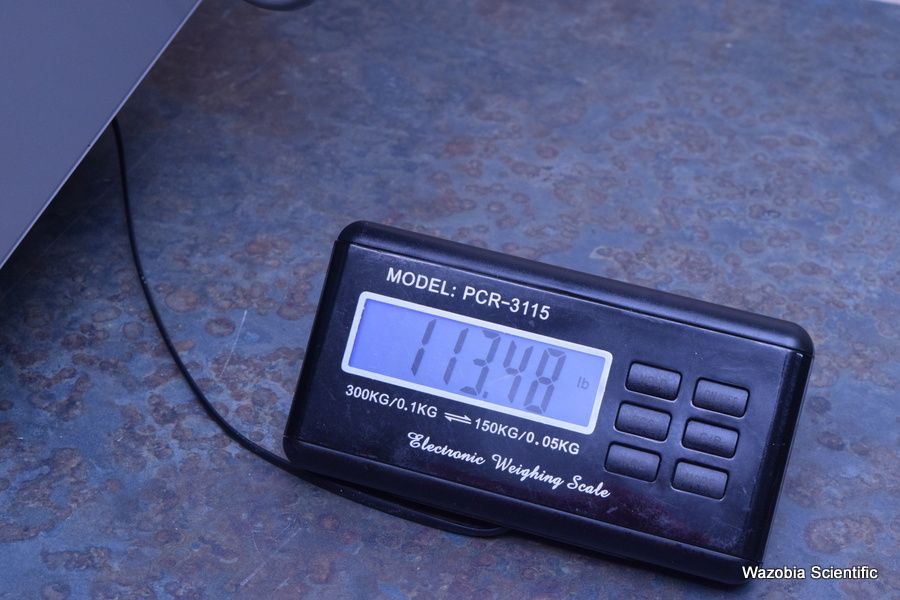 MODEL: PCR-3115
113.48 lb
300KG/0.1KG ⇌ 150KG/0.05KG
Electronic Weighing Scale
Wazobia Scientific